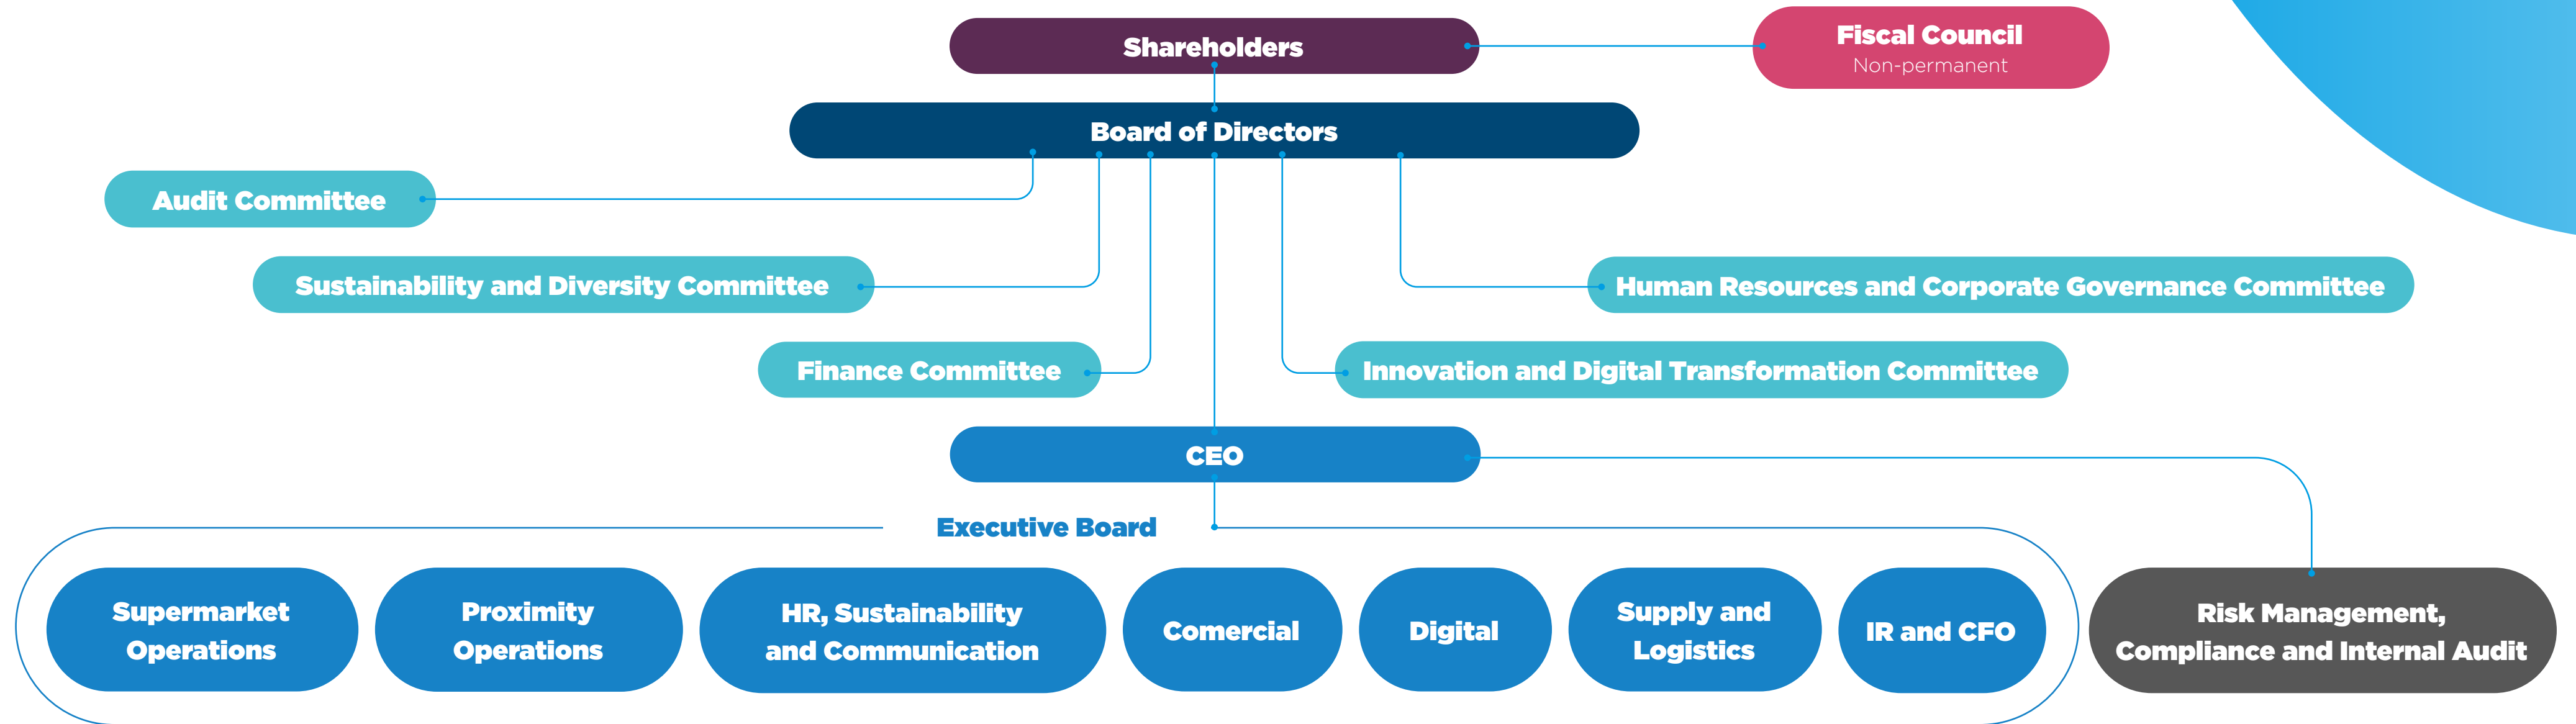 Shareholders
Fiscal Council
Non-permanent
Board of Directors
Audit Committee
Sustainability and Diversity Committee
Human Resources and Corporate Governance Committee
Finance Committee
Innovation and Digital Transformation Committee
CEO
Executive Board
Supermarket
Operations
Proximity
Operations
HR, Sustainability
and Communication
Comercial
Digital
Supply and
Logistics
IR and CFO
Risk Management,
Compliance and Internal Audit